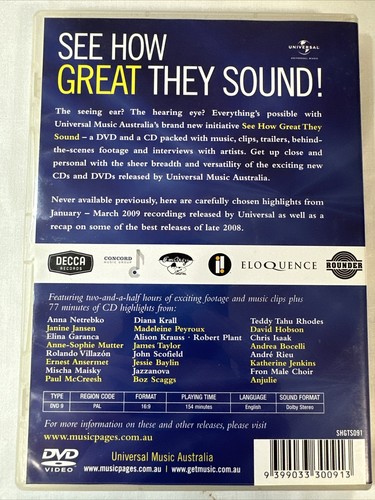 SEE HOW
GREAT THEY SOUND!
UNIVERSAL
The seeing ear? The hearing eye? Everything's possible with
Universal Music Australia's brand new initiative See How Great They
Sound – a DVD and a CD packed with music, clips, trailers, behind-
the-scenes footage and interviews with artists. Get up close and
personal with the sheer breadth and versatility of the exciting new
CDs and DVDs released by Universal Music Australia.
Never available previously, here are carefully chosen highlights from
January – March 2009 recordings released by Universal as well as a
recap on some of the best releases of late 2008.
DECCA
RECORDS
CONCORD
MUSIC GROUP
ELOQUENCE
ROUNDER
Featuring two-and-a-half hours of exciting footage and music clips plus
77 minutes of CD highlights from:
Anna Netrebko
Janine Jansen
Elina Garanca
Anne-Sophie Mutter
Rolando Villazón
Ernest Ansermet
Mischa Maisky
Paul McCreesh
Diana Krall
Madeleine Peyroux
Alison Krauss · Robert Plant
James Taylor
John Scofield
Jessie Baylin
Jazzanova
Boz Scaggs
Teddy Tahu Rhodes
David Hobson
Chris Isaak
Andrea Bocelli
André Rieu
Katherine Jenkins
Fron Male Choir
Anjulie
TYPE REGION CODE FORMAT PLAYING TIME LANGUAGE SOUND FORMAT
DVD 9 PAL 16:9 154 minutes English Dolby Stereo
For more information on these and other releases, please visit
www.musicpages.com.au
SHGTS091
DVD
VIDEO
Universal Music Australia
www.musicpages.com.au | www.getmusic.com.au
9 399033 300913